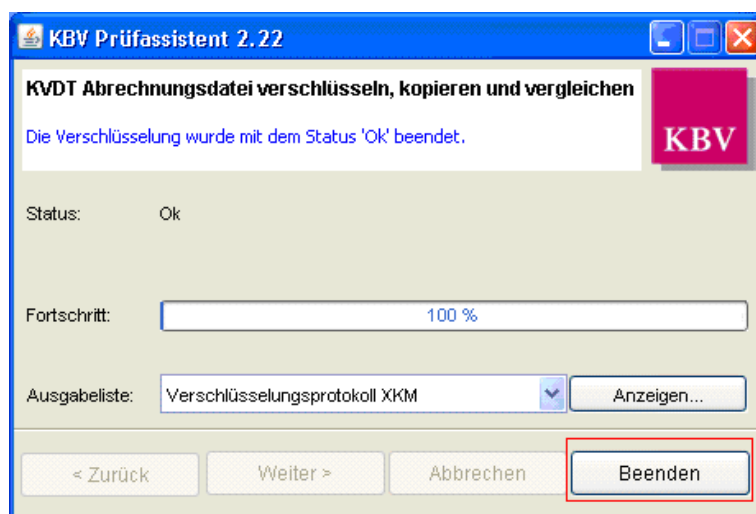 KBV Prüfassistent 2.22
KVDT Abrechnungsdatei verschlüsseln, kopieren und vergleichen
Die Verschlüsselung wurde mit dem Status 'Ok' beendet.
KBV
Status: Ok
Fortschritt: 100 %
Ausgabeliste: Verschlüsselungsprotokoll XKM Anzeigen...
< Zurück Weiter > Abbrechen Beenden